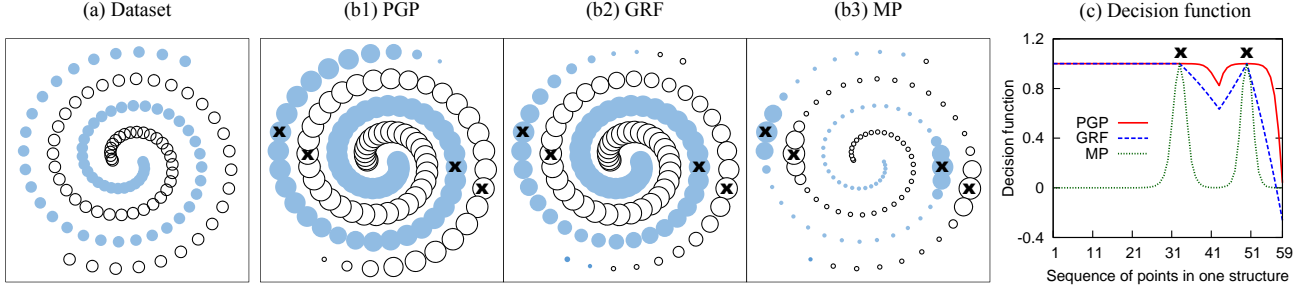 (a) Dataset
(b1) PGP
(b2) GRF
(b3) MP
(c) Decision function
x
x
x
x
x
x
x
x
x
x
x
x
x x
Decision function
1.2
0.8
0.4
0
-0.4
PGP
GRF
MP
1 11 21 31 41 51 59
Sequence of points in one structure